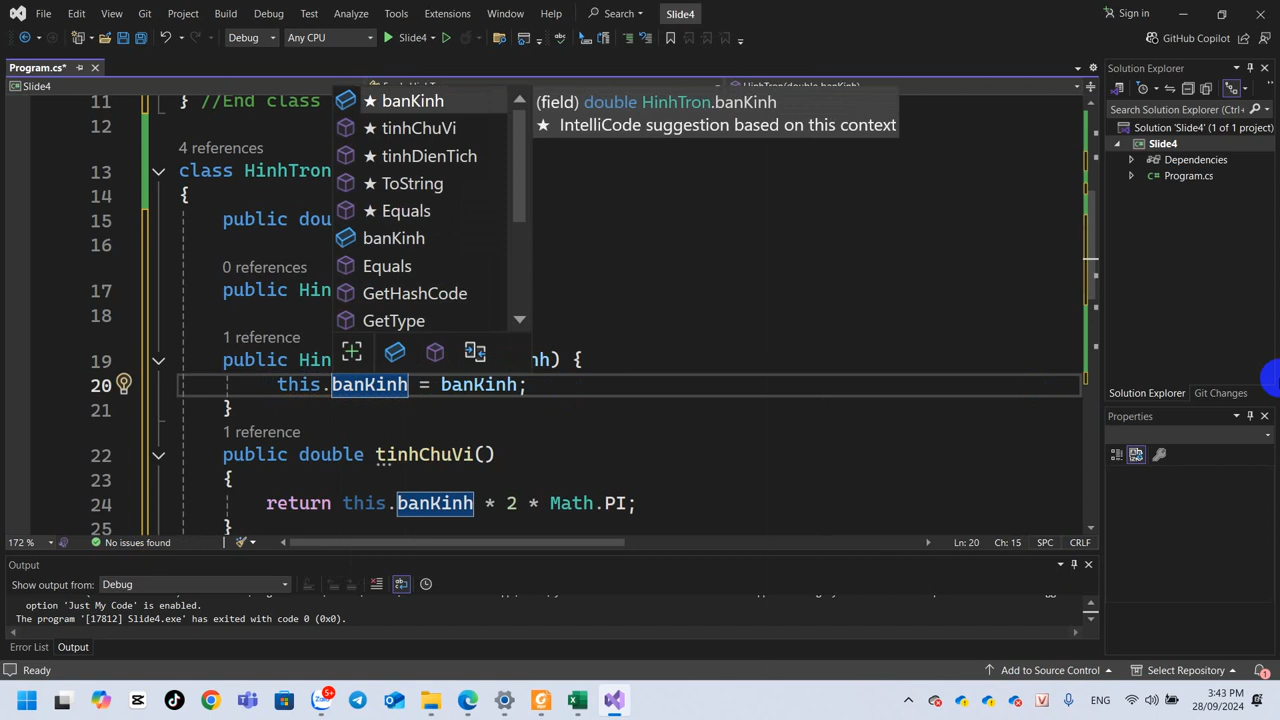 File Edit View Git Project Build Debug Test Analyze Tools Extensions Window Help Search Slide4 Sign in
Debug Any CPU Slide4 GitHub Copilot
Program.cs*
Slide4 HinhTron(double banKinh)
11 } //End class
12
4 references
13 class HinhTron
14 {
15 public dou
16
0 references
17 public Hin
18
1 reference
19 public Hin nh) {
20 this.banKinh = banKinh;
21 }
1 reference
22 public double tinhChuVi()
23 {
24 return this.banKinh * 2 * Math.PI;
25 }
★ banKinh
★ tinhChuVi
★ tinhDienTich
★ ToString
★ Equals
banKinh
Equals
GetHashCode
GetType
(field) double HinhTron.banKinh
★ IntelliCode suggestion based on this context
172 % No issues found Ln: 20 Ch: 15 SPC CRLF
Output
Show output from: Debug
option 'Just My Code' is enabled.
The program '[17812] Slide4.exe' has exited with code 0 (0x0).
Error List Output
Solution Explorer
Search Solution Explorer (Ctrl+
Solution 'Slide4' (1 of 1 project)
Slide4
Dependencies
Program.cs
Solution Explorer Git Changes
Properties
Ready Add to Source Control Select Repository
Zalo 5+ ENG 3:43 PM
28/09/2024